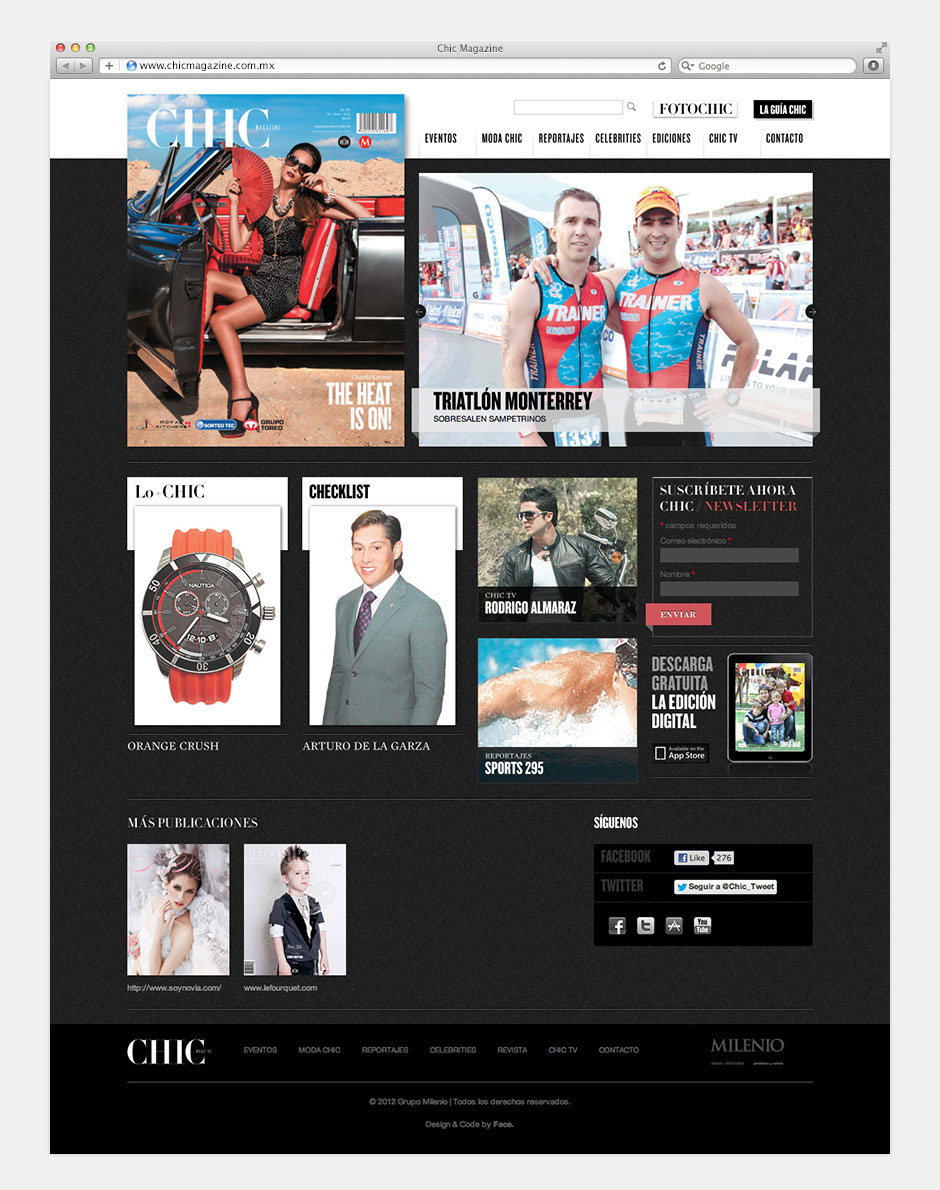 Chic Magazine
www.chicmagazine.com.mx
Google
CHIC MAGAZINE
FOTOCHIC
LA GUÍA CHIC
EVENTOS
MODA CHIC
REPORTAJES
CELEBRITIES
EDICIONES
CHIC TV
CONTACTO
THE HEAT
IS ON!
ROYAL
KITCHENS
SORTEO TEC
GRUPO
TOREO
TRAINER
TRAINER
TRIATLÓN MONTERREY
SOBRESALEN SAMPETRINOS
Lo+CHIC
NAUTICA
ORANGE CRUSH
CHECKLIST
ARTURO DE LA GARZA
CHIC TV
RODRIGO ALMARAZ
REPORTAJES
SPORTS 295
SUSCRÍBETE AHORA
CHIC / NEWSLETTER
* campos requeridos
Correo electrónico *
Nombre *
ENVIAR
DESCARGA
GRATUITA
LA EDICIÓN
DIGITAL
Available on the
App Store
MÁS PUBLICACIONES
http://www.soynovia.com/
www.lefourquet.com
SÍGUENOS
FACEBOOK
Like
276
TWITTER
Seguir a @Chic_Tweet
You
Tube
CHIC MAGAZINE
EVENTOS
MODA CHIC
REPORTAJES
CELEBRITIES
REVISTA
CHIC TV
CONTACTO
MILENIO
© 2012 Grupo Milenio | Todos los derechos reservados.
Design & Code by Face.